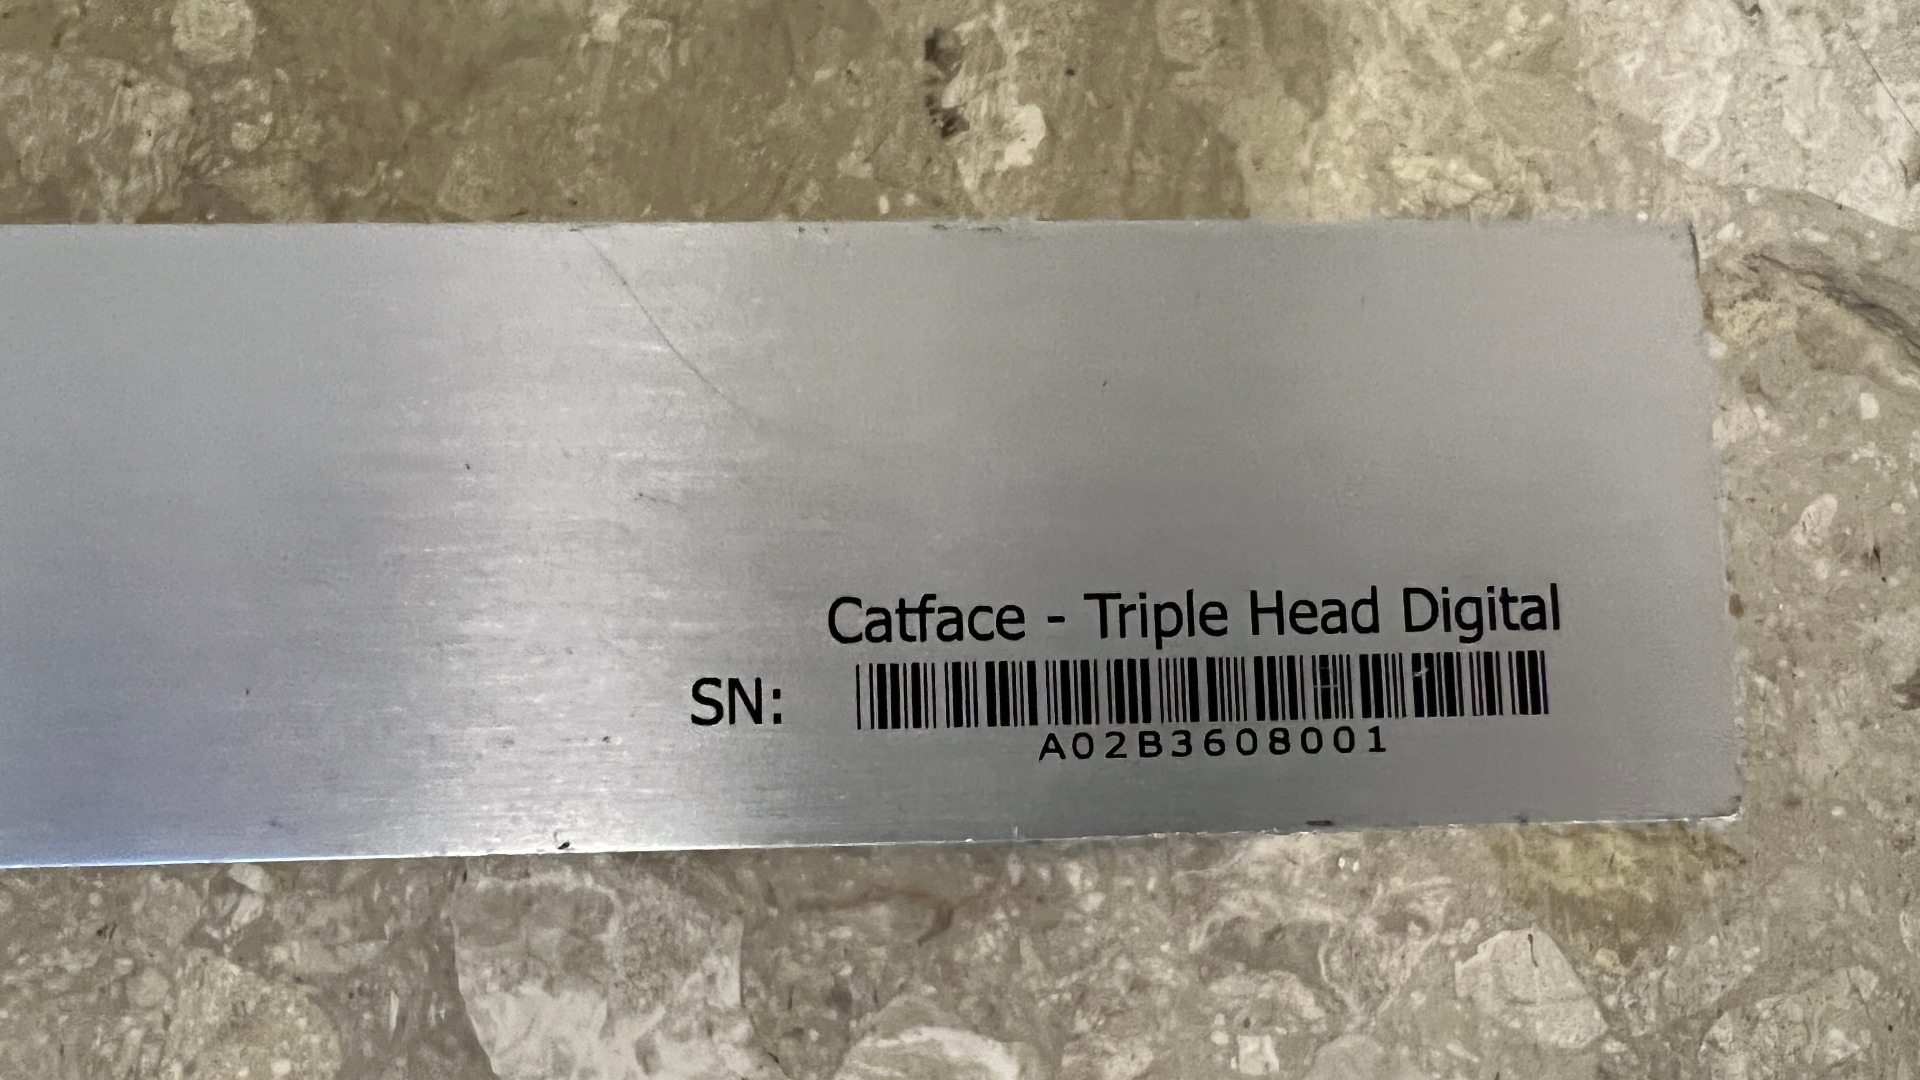 Catface - Triple Head Digital
SN:
A02B3608001